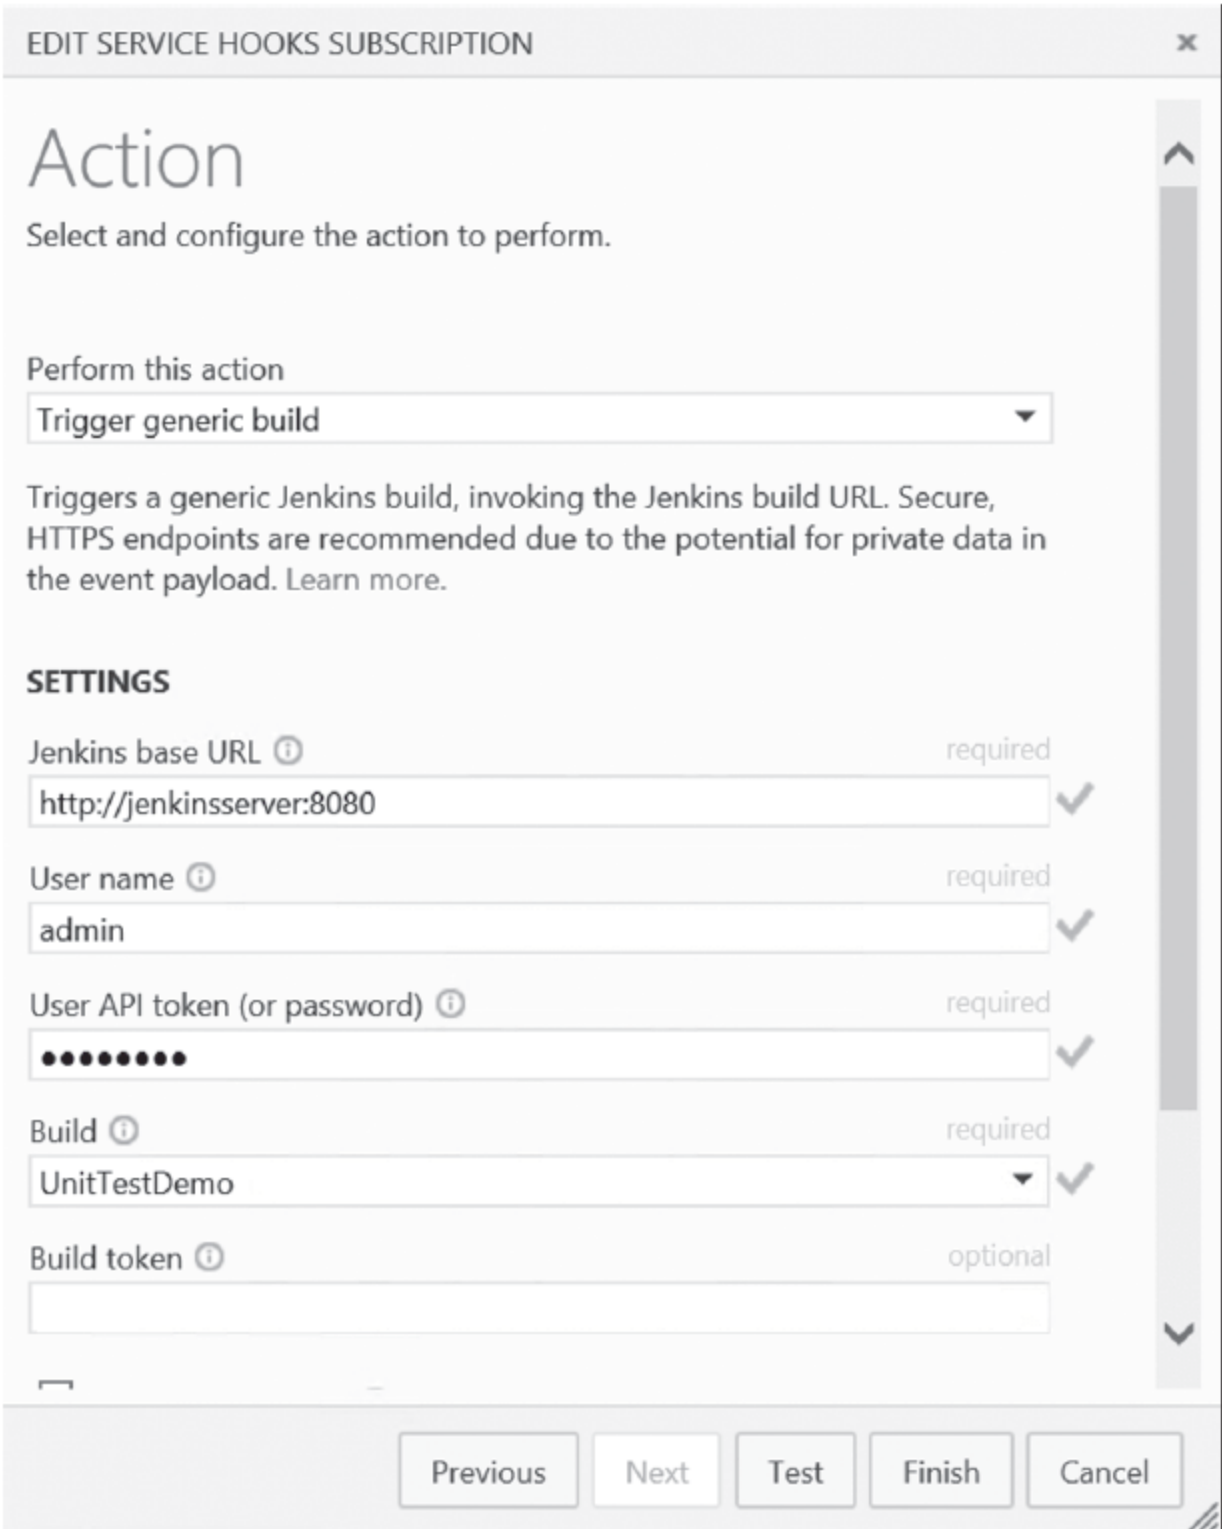 EDIT SERVICE HOOKS SUBSCRIPTION
Action
Select and configure the action to perform.
Perform this action
Trigger generic build
Triggers a generic Jenkins build, invoking the Jenkins build URL. Secure,
HTTPS endpoints are recommended due to the potential for private data in
the event payload. Learn more.
SETTINGS
Jenkins base URL required
http://jenkinsserver:8080
User name required
admin
User API token (or password) required
••••••••
Build required
UnitTestDemo
Build token optional
Previous Next Test Finish Cancel